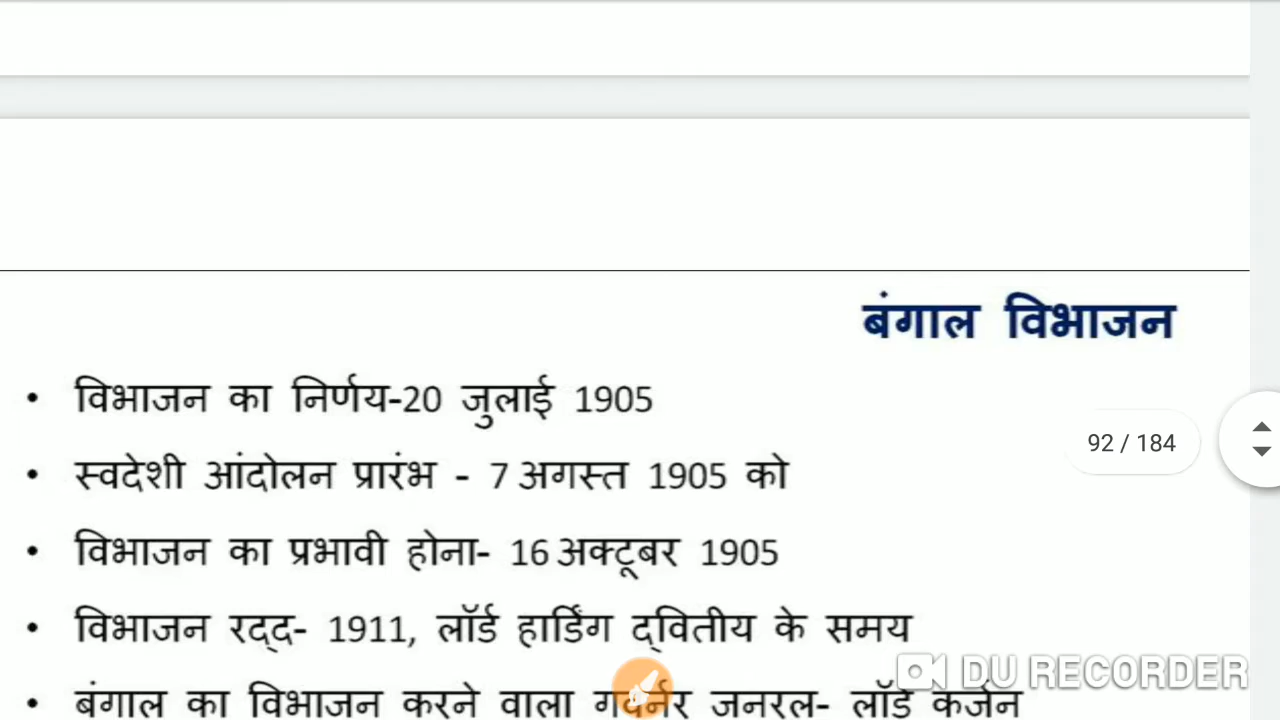 बंगाल विभाजन
• विभाजन का निर्णय-20 जुलाई 1905
92 / 184
• स्वदेशी आंदोलन प्रारंभ - 7 अगस्त 1905 को
• विभाजन का प्रभावी होना- 16 अक्टूबर 1905
• विभाजन रद्द- 1911, लॉर्ड हार्डिंग द्वितीय के समय
DU RECORDER
• बंगाल का विभाजन करने वाला गवर्नर जनरल- लॉर्ड कर्जन